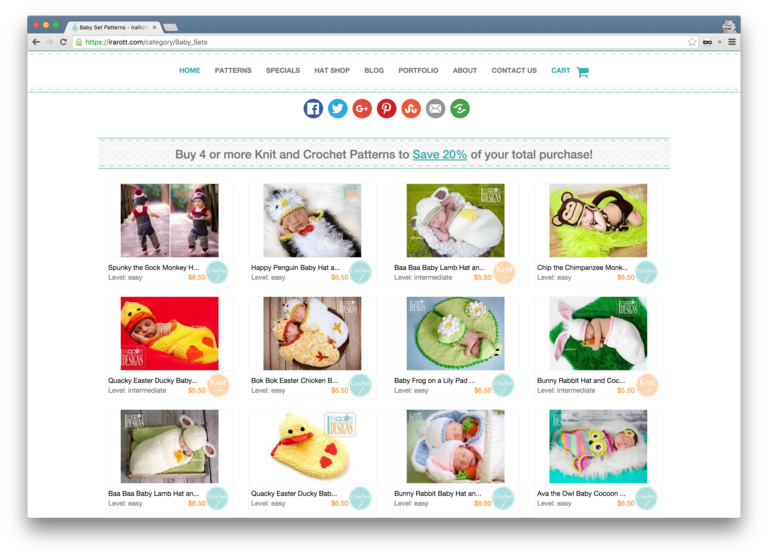 Baby Set Patterns - IraRott
https://irarott.com/category/Baby_Sets
HOME PATTERNS SPECIALS HAT SHOP BLOG PORTFOLIO ABOUT CONTACT US CART
Buy 4 or more Knit and Crochet Patterns to Save 20% of your total purchase!
Spunky the Sock Monkey H...
Level: easy $6.50 Crochet
Happy Penguin Baby Hat a...
Level: easy $6.50 Crochet
Baa Baa Baby Lamb Hat an...
Level: intermediate $5.50 Knit
Chip the Chimpanzee Monk...
Level: easy $6.50 Crochet
Quacky Easter Ducky Baby...
Level: intermediate $5.50 Knit
Bok Bok Easter Chicken B...
Level: easy $6.50 Crochet
Baby Frog on a Lily Pad ...
Level: easy $6.50 Crochet
Bunny Rabbit Hat and Coc...
Level: intermediate $5.50 Knit
Baa Baa Baby Lamb Hat an...
Level: easy $6.50 Crochet
Quacky Easter Ducky Bab...
Level: easy $6.50 Crochet
Bunny Rabbit Baby Hat an...
Level: easy $6.50 Crochet
Ava the Owl Baby Cocoon ...
Level: easy $6.50 Crochet